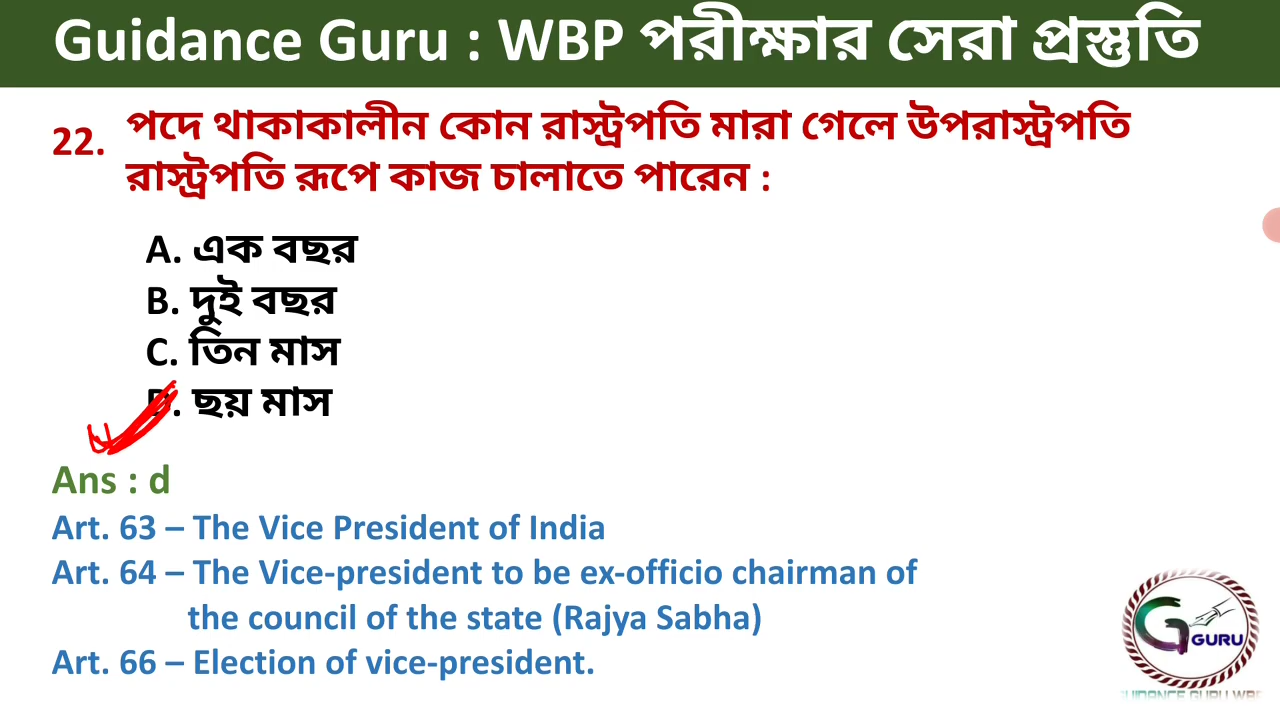 Guidance Guru : WBP পরীক্ষার সেরা প্রস্তুতি
22. পদে থাকাকালীন কোন রাস্ট্রপতি মারা গেলে উপরাস্ট্রপতি
রাস্ট্রপতি রূপে কাজ চালাতে পারেন :
A. এক বছর
B. দুই বছর
C. তিন মাস
D. ছয় মাস
Ans : d
Art. 63 – The Vice President of India
Art. 64 – The Vice-president to be ex-officio chairman of
the council of the state (Rajya Sabha)
Art. 66 – Election of vice-president.
G GURU